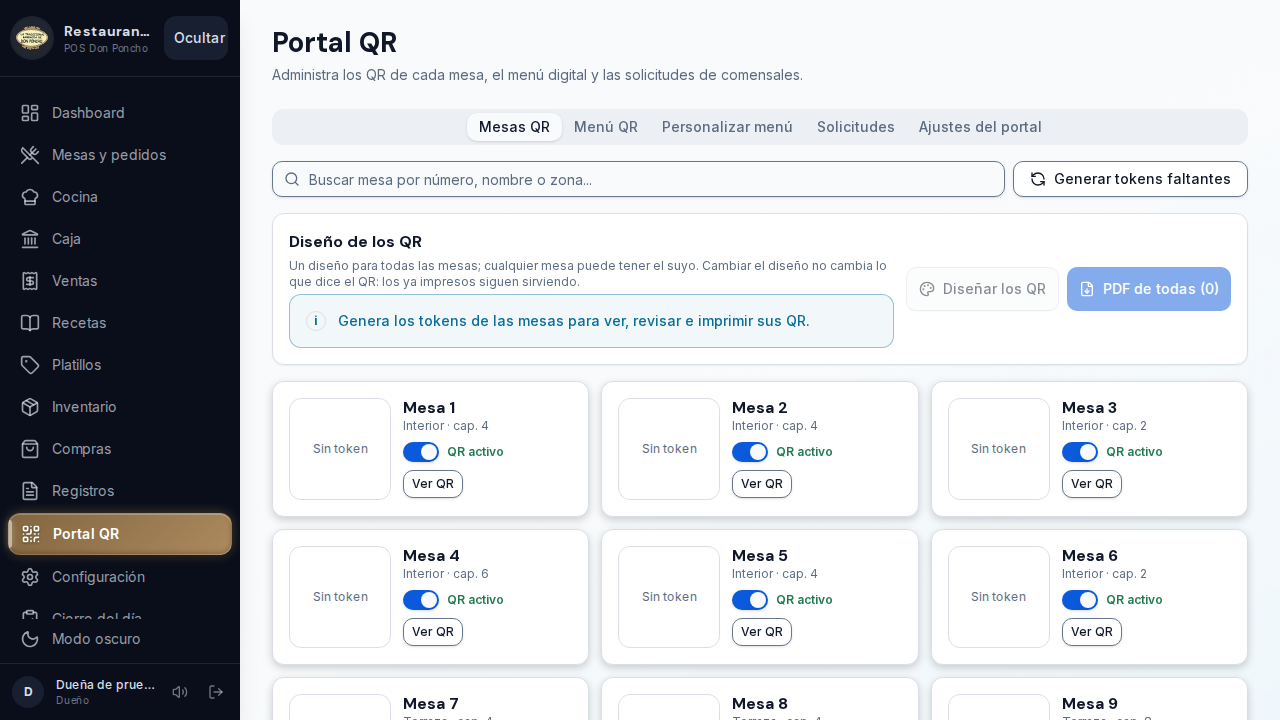 Restauran...
POS Don Poncho
Ocultar
Dashboard
Mesas y pedidos
Cocina
Caja
Ventas
Recetas
Platillos
Inventario
Compras
Registros
Portal QR
Configuración
Cierre del día
Modo oscuro
D
Dueña de prue...
Dueño
Portal QR
Administra los QR de cada mesa, el menú digital y las solicitudes de comensales.
Mesas QR
Menú QR
Personalizar menú
Solicitudes
Ajustes del portal
Buscar mesa por número, nombre o zona...
Generar tokens faltantes
Diseño de los QR
Un diseño para todas las mesas; cualquier mesa puede tener el suyo. Cambiar el diseño no cambia lo
que dice el QR: los ya impresos siguen sirviendo.
i
Genera los tokens de las mesas para ver, revisar e imprimir sus QR.
Diseñar los QR
PDF de todas (0)
Sin token
Mesa 1
Interior · cap. 4
QR activo
Ver QR
Sin token
Mesa 2
Interior · cap. 4
QR activo
Ver QR
Sin token
Mesa 3
Interior · cap. 2
QR activo
Ver QR
Sin token
Mesa 4
Interior · cap. 6
QR activo
Ver QR
Sin token
Mesa 5
Interior · cap. 4
QR activo
Ver QR
Sin token
Mesa 6
Interior · cap. 2
QR activo
Ver QR
Mesa 7
Mesa 8
Mesa 9